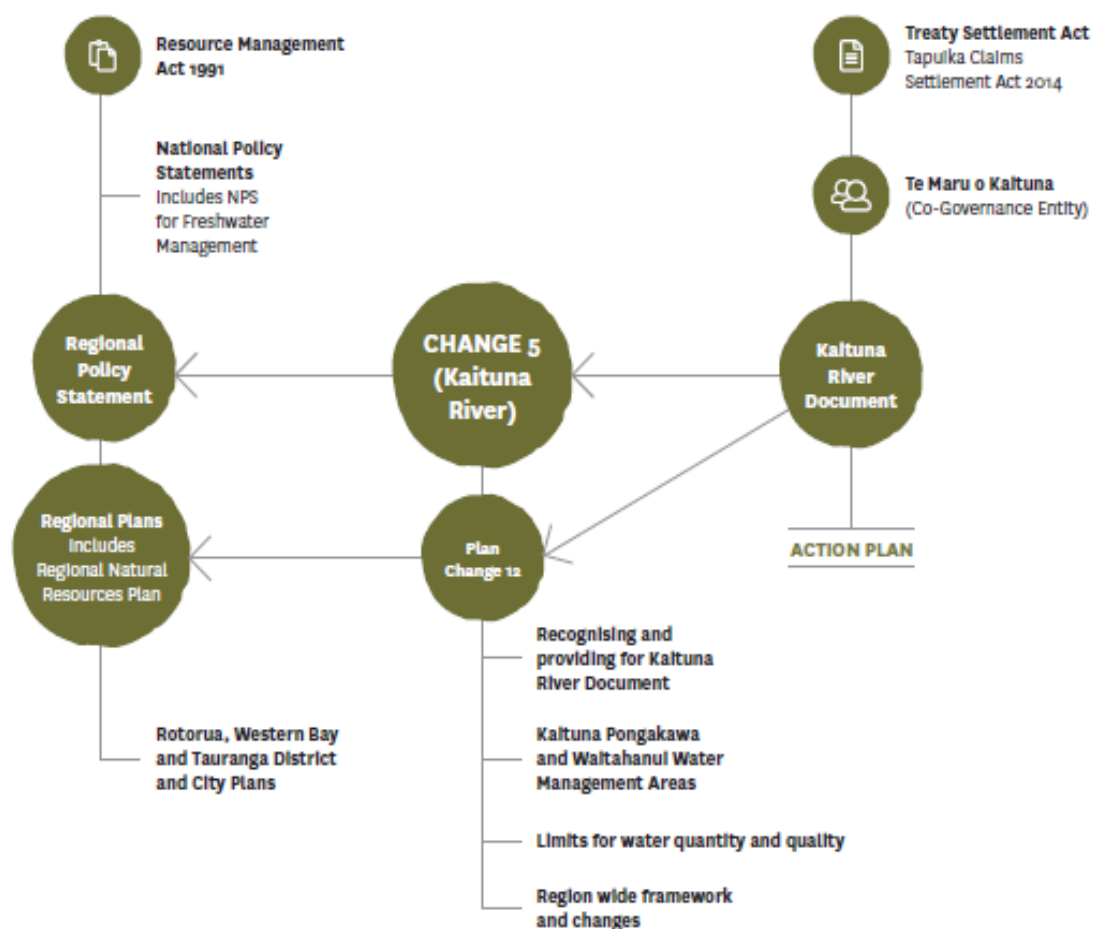 Resource Management
Act 1991
National Policy
Statements
Includes NPS
for Freshwater
Management
Regional
Policy
Statement
Regional Plans
Includes
Regional Natural
Resources Plan
Rotorua, Western Bay
and Tauranga District
and City Plans
CHANGE 5
(Kaituna
River)
Plan
Change 12
Recognising and
providing for Kaituna
River Document
Kaituna Pongakawa
and Waitahanui Water
Management Areas
Limits for water quantity and quality
Region wide framework
and changes
Treaty Settlement Act
Tapuika Claims
Settlement Act 2014
Te Maru o Kaituna
(Co-Governance Entity)
Kaituna
River
Document
ACTION PLAN